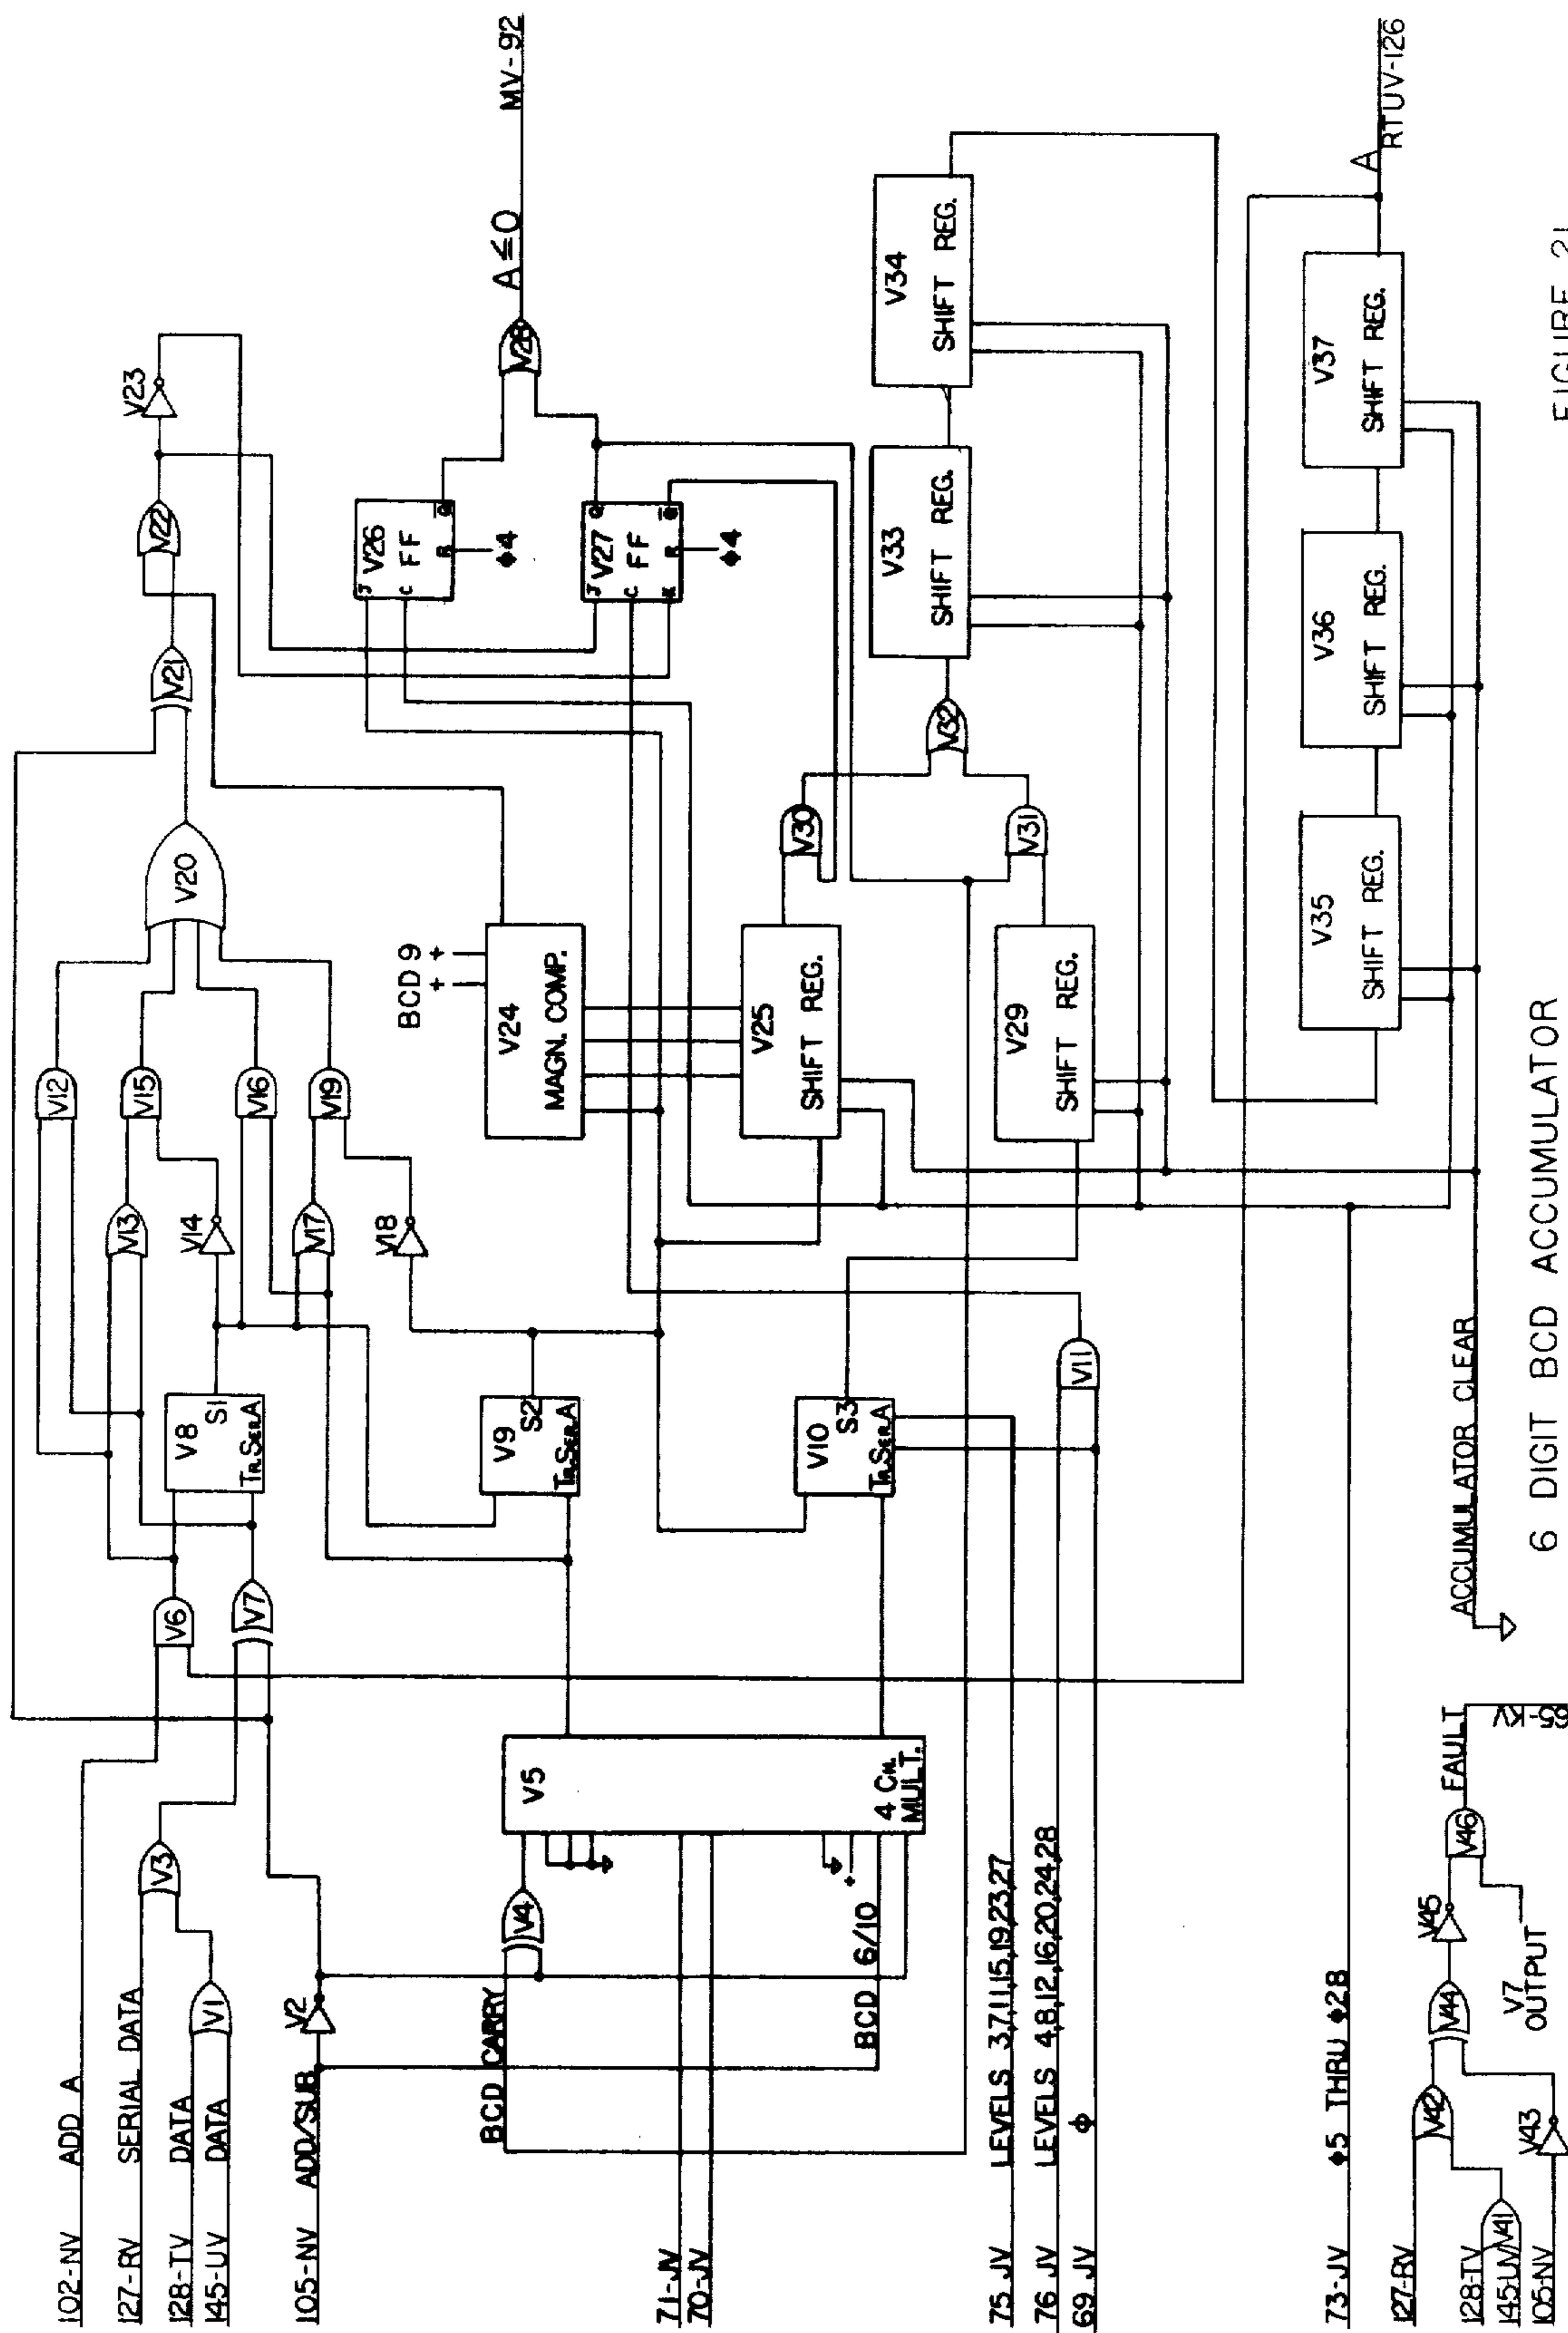 102-NV ADD A
127-RV SERIAL DATA
128-TV DATA
145-UV DATA
105-NV ADD/SUB
BCD CARRY
BCD 6/10
71-JV
70-JV
75 JV LEVELS 3,7,11,15,19,23,27
76 JV LEVELS 4,8,12,16,20,24,28
69 JV Φ
73-JV Φ5 THRU Φ28
127-RV
128-TV
145-UV
105-NV
V1
V2
V3
V4
V5
4 CH. MULT.
+
V6
V7
V8
S1
TR. SER. A
V9
S2
TR. SER. A
V10
S3
TR. SER. A
V11
V12
V13
V14
V15
V16
V17
V18
V19
V20
V21
V22
V23
BCD 9 + +
V24
MAGN. COMP.
V25
SHIFT REG.
V26
FF
J
C
R
Q
Φ4
V27
FF
J
C
K
Q
Q
R
Φ4
V28
A≤0
MV-92
V29
SHIFT REG.
V30
V31
V32
V33
SHIFT REG.
V34
SHIFT REG.
V35
SHIFT REG.
V36
SHIFT REG.
V37
SHIFT REG.
A
RTUV-126
V41
V42
V43
V44
V45
V46
V7
OUTPUT
FAULT
65-KV
ACCUMULATOR CLEAR
6 DIGIT BCD ACCUMULATOR
FIGURE 21